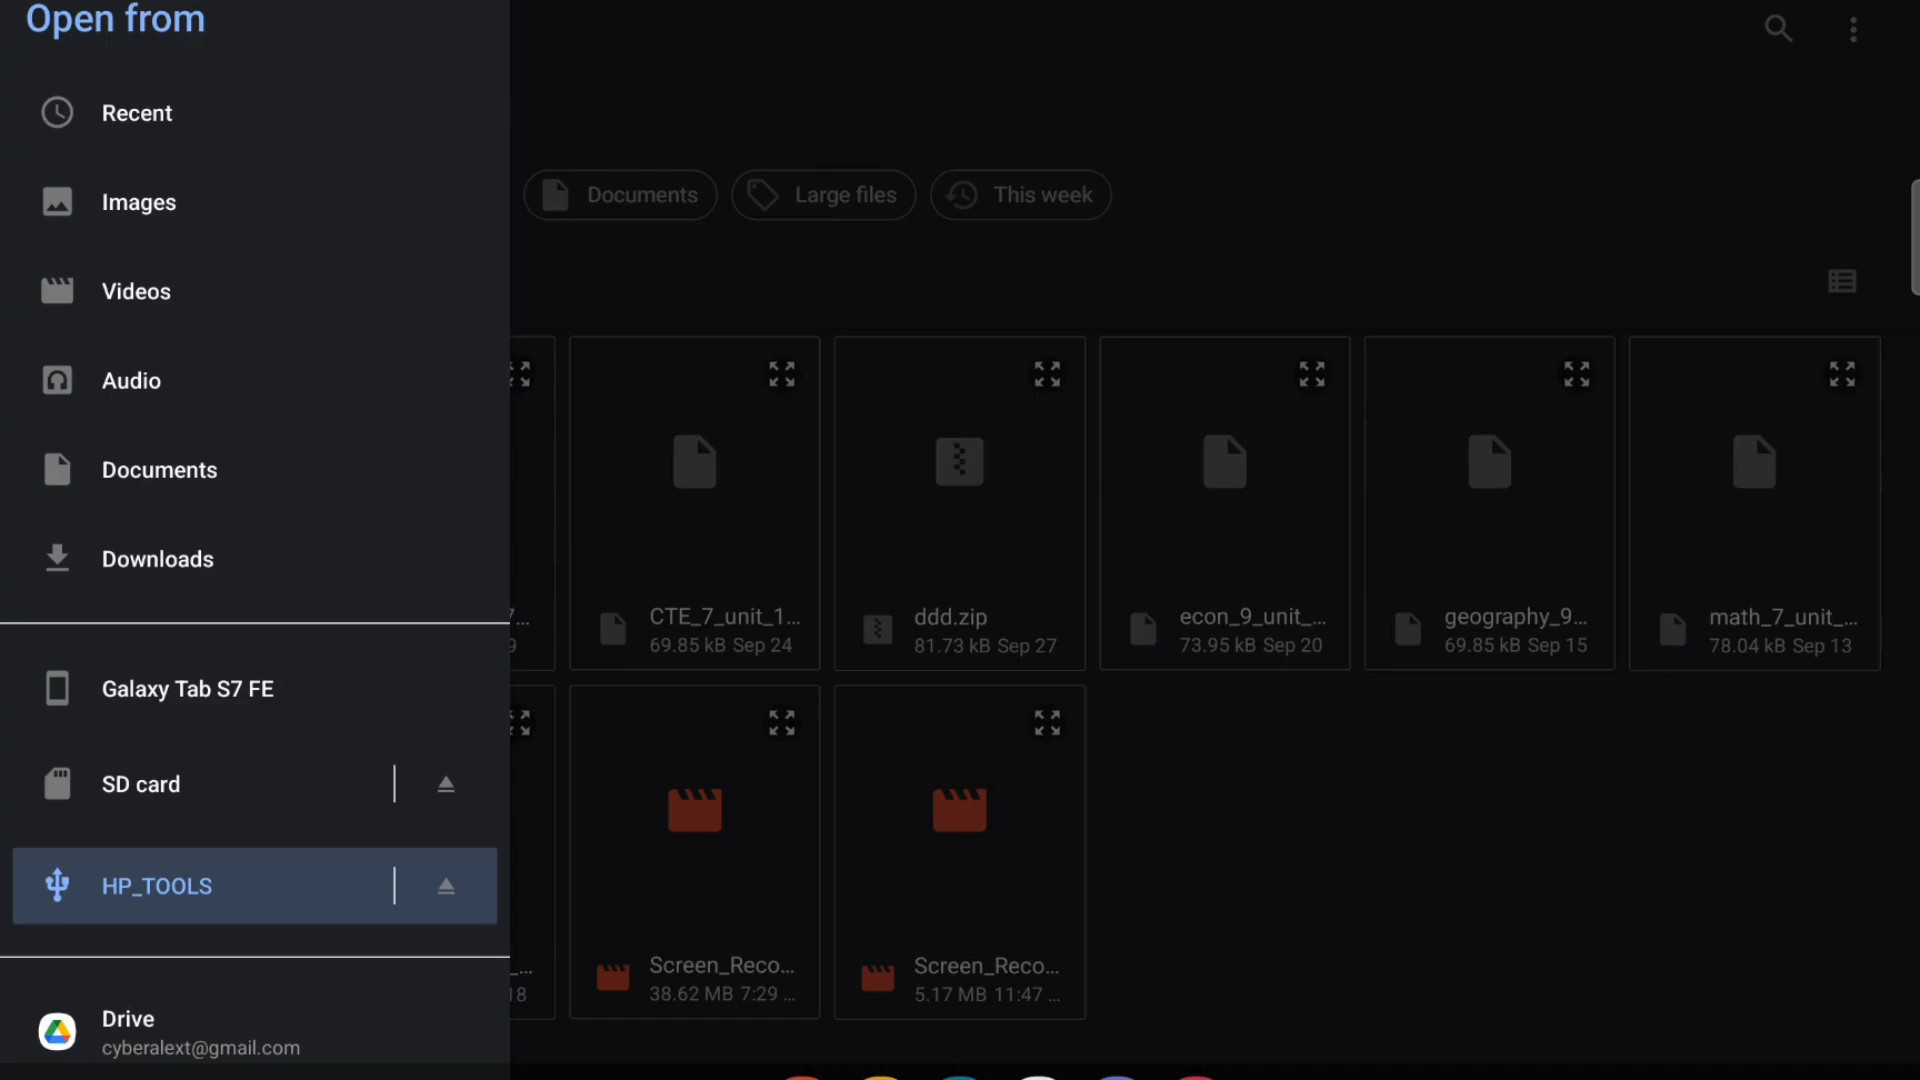 Open from
Recent
Images
Videos
Audio
Documents
Downloads
Galaxy Tab S7 FE
SD card
HP_TOOLS
Drive
cyberalext@gmail.com
Documents
Large files
This week
7...
9
CTE_7_unit_1...
69.85 kB Sep 24
ddd.zip
81.73 kB Sep 27
econ_9_unit_...
73.95 kB Sep 20
geography_9...
69.85 kB Sep 15
math_7_unit_...
78.04 kB Sep 13
_...
18
Screen_Reco...
38.62 MB 7:29 ...
Screen_Reco...
5.17 MB 11:47 ...